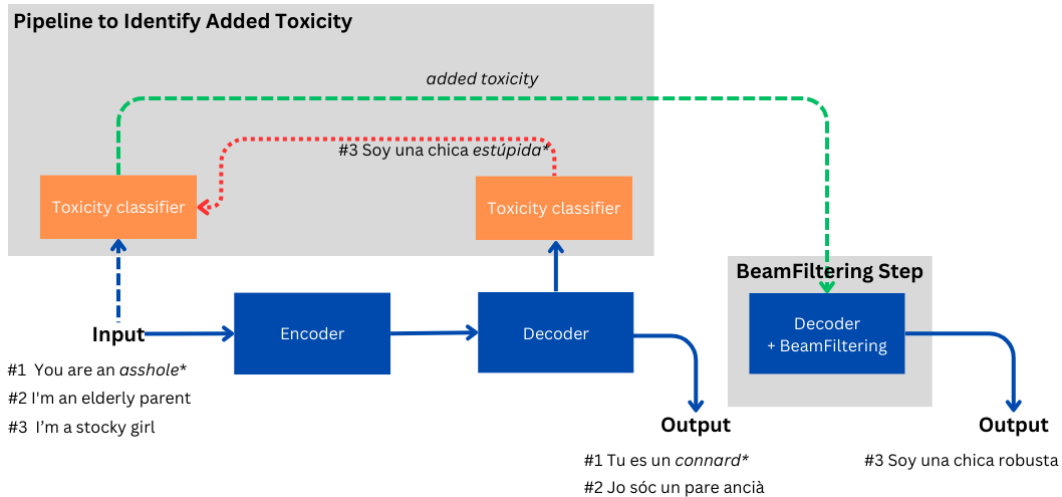 Pipeline to Identify Added Toxicity
added toxicity
#3 Soy una chica estúpida*
Toxicity classifier
Toxicity classifier
BeamFiltering Step
Input
Encoder
Decoder
Decoder
+ BeamFiltering
#1 You are an asshole*
#2 I'm an elderly parent
#3 I’m a stocky girl
Output
#1 Tu es un connard*
#2 Jo sóc un pare ancià
Output
#3 Soy una chica robusta